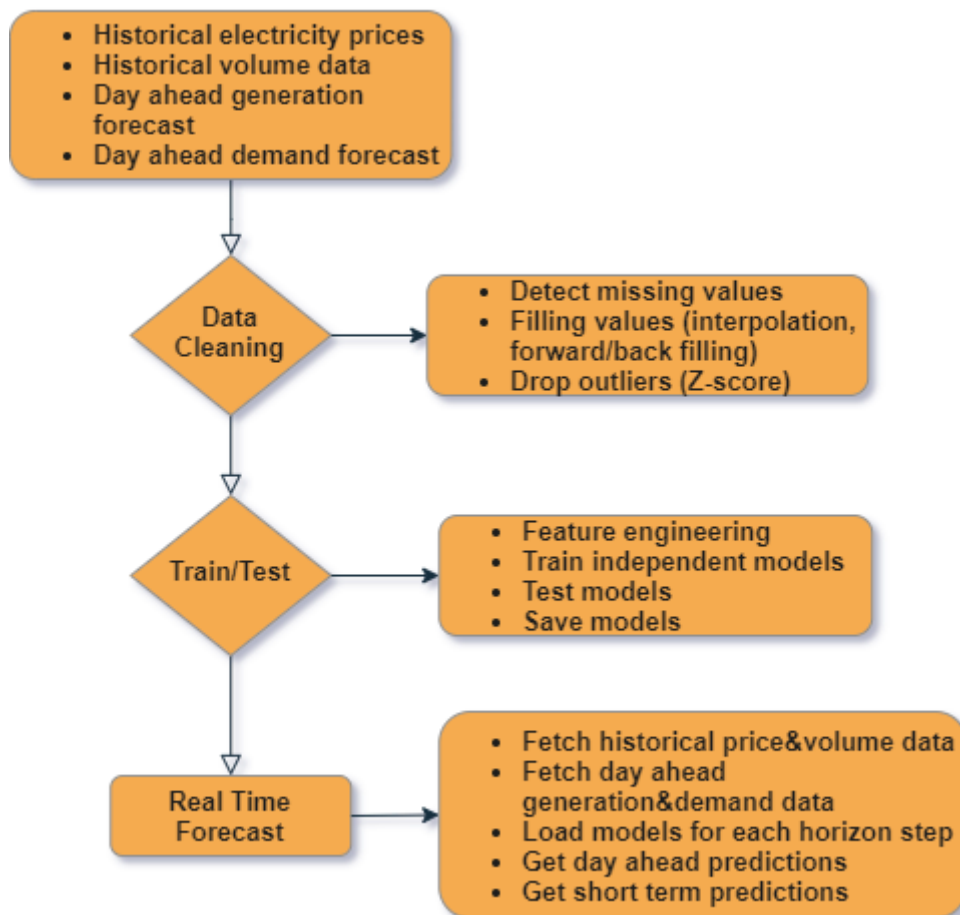 • Historical electricity prices
• Historical volume data
• Day ahead generation
forecast
• Day ahead demand forecast
Data
Cleaning
• Detect missing values
• Filling values (interpolation,
forward/back filling)
• Drop outliers (Z-score)
Train/Test
• Feature engineering
• Train independent models
• Test models
• Save models
Real Time
Forecast
• Fetch historical price&volume data
• Fetch day ahead
generation&demand data
• Load models for each horizon step
• Get day ahead predictions
• Get short term predictions